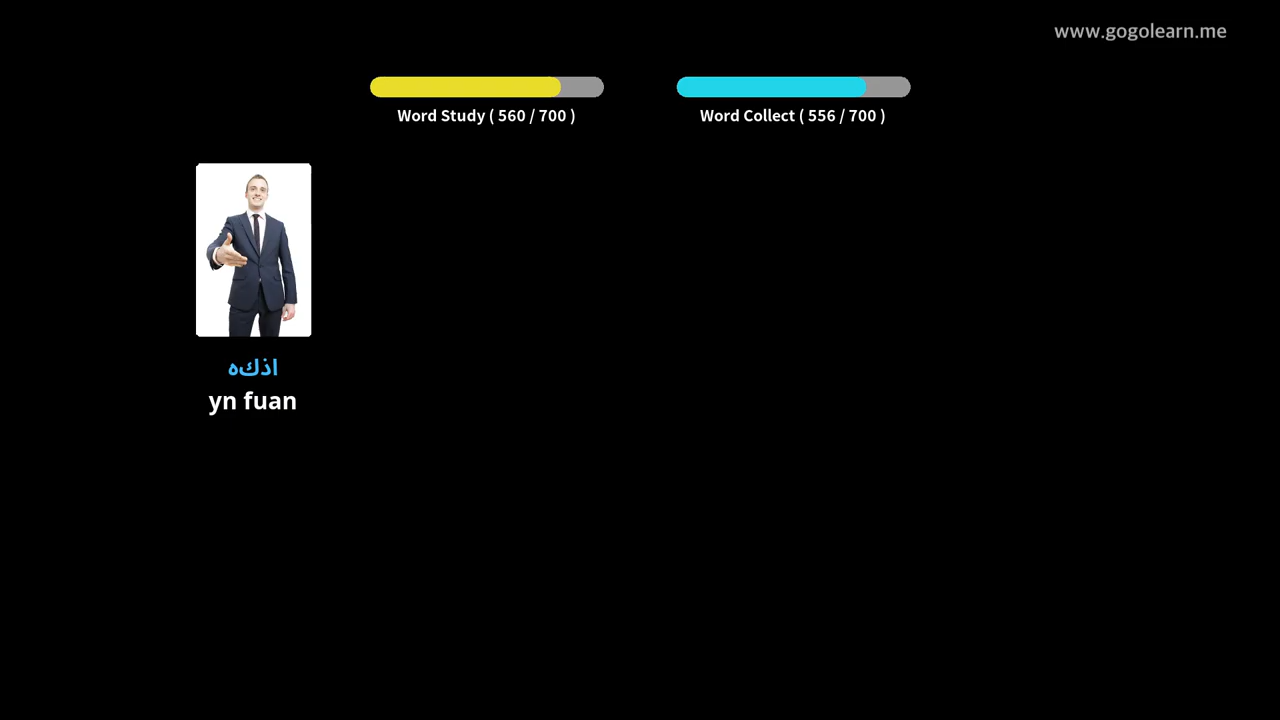 www.gogolearn.me
Word Study ( 560 / 700 )
Word Collect ( 556 / 700 )
اذكه
yn fuan